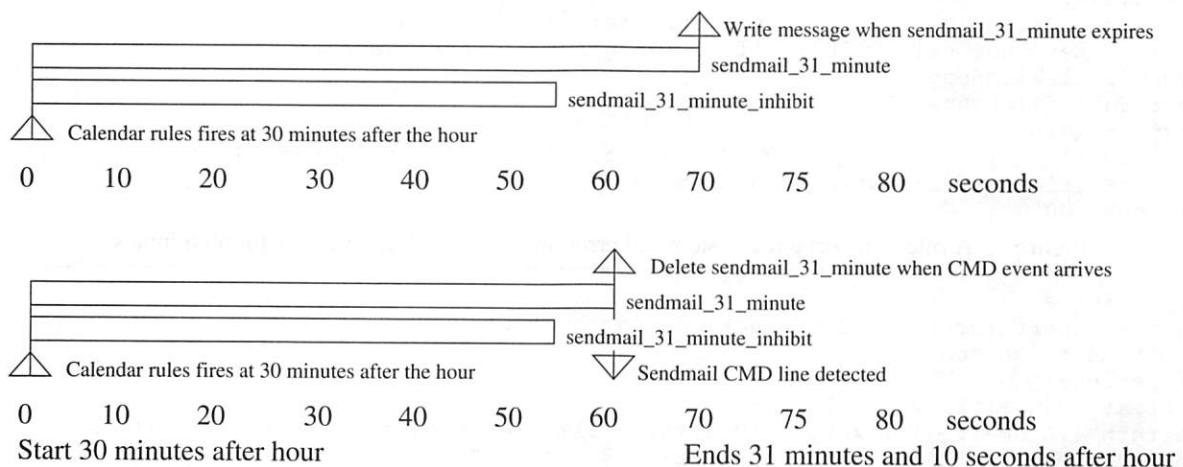 Write message when sendmail_31_minute expires
sendmail_31_minute
sendmail_31_minute_inhibit
Calendar rules fires at 30 minutes after the hour
0 10 20 30 40 50 60 70 75 80 seconds
Delete sendmail_31_minute when CMD event arrives
sendmail_31_minute
sendmail_31_minute_inhibit
Calendar rules fires at 30 minutes after the hour
Sendmail CMD line detected
0 10 20 30 40 50 60 70 75 80 seconds
Start 30 minutes after hour
Ends 31 minutes and 10 seconds after hour